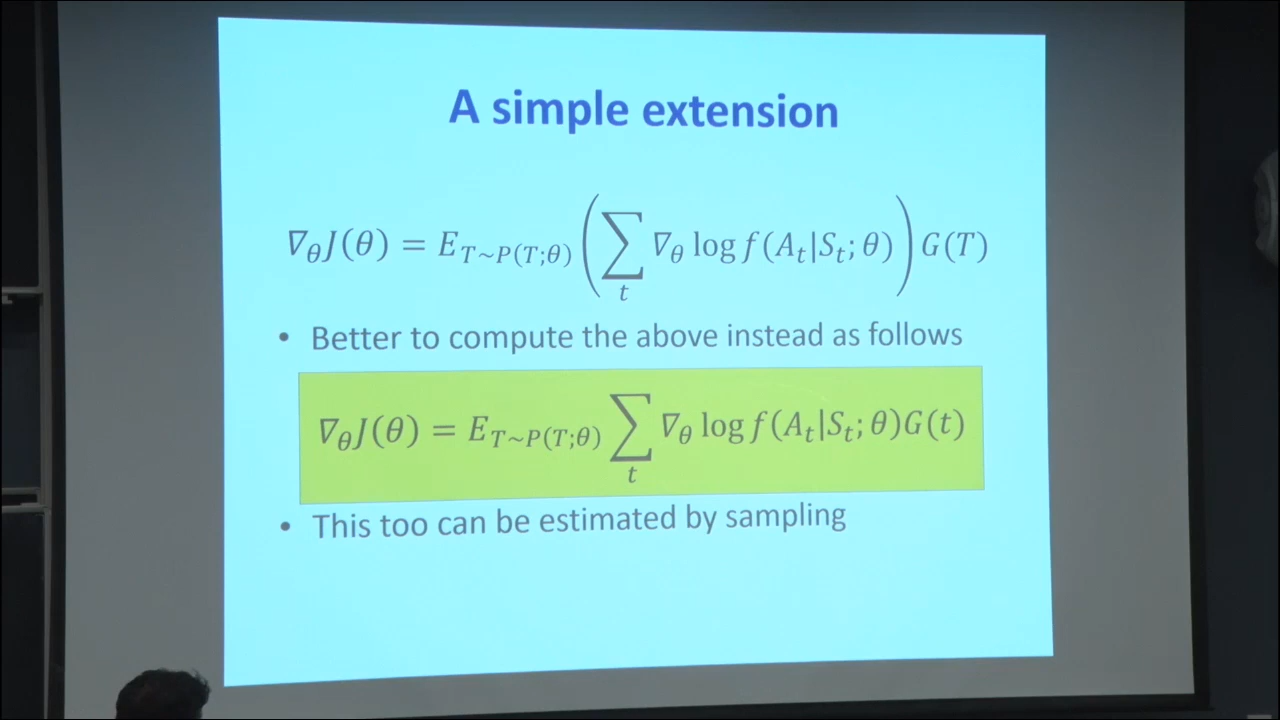 A simple extension
∇θJ(θ) = E_{T~P(T;θ)} (∑_t ∇θ log f(A_t|S_t; θ)) G(T)
• Better to compute the above instead as follows
∇θJ(θ) = E_{T~P(T;θ)} ∑_t ∇θ log f(A_t|S_t; θ)G(t)
• This too can be estimated by sampling